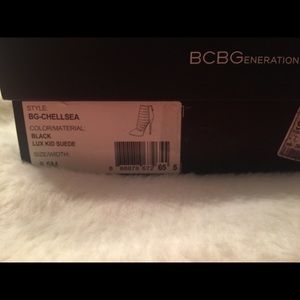 BCBGENERATION
STYLE:
BG-CHELLSEA
COLOR/MATERIAL:
BLACK
LUX KID SUEDE
SIZE/WIDTH: